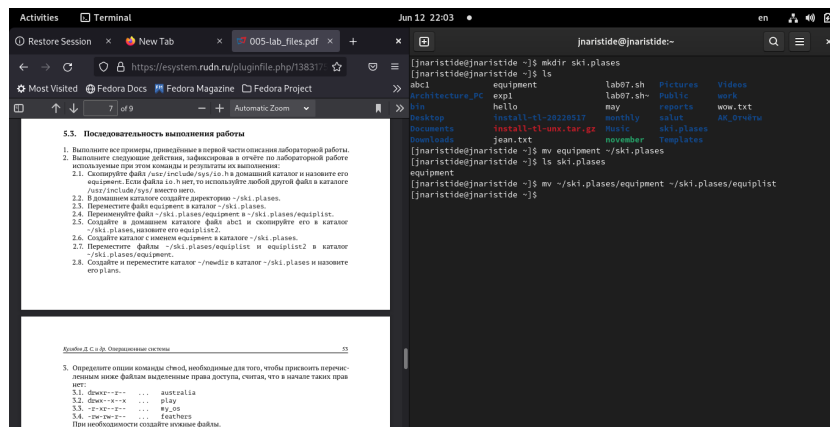 Activities Terminal Jun 12 22:03 en
Restore Session × New Tab × 005-lab_files.pdf × + ×
https://esystem.rudn.ru/pluginfile.php/138317
Most Visited Fedora Docs Fedora Magazine Fedora Project »
7 of 9 − + Automatic Zoom »
5.3. Последовательность выполнения работы
1. Выполните все примеры, приведённые в первой части описания лабораторной работы.
2. Выполните следующие действия, зафиксировав в отчёте по лабораторной работе
используемые при этом команды и результаты их выполнения:
2.1. Скопируйте файл /usr/include/sys/io.h в домашний каталог и назовите его
equipment. Если файла io.h нет, то используйте любой другой файл в каталоге
/usr/include/sys/ вместо него.
2.2. В домашнем каталоге создайте директорию ~/ski.plases.
2.3. Переместите файл equipment в каталог ~/ski.plases.
2.4. Переименуйте файл ~/ski.plases/equipment в ~/ski.plases/equiplist.
2.5. Создайте в домашнем каталоге файл abc1 и скопируйте его в каталог
~/ski.plases, назовите его equiplist2.
2.6. Создайте каталог с именем equipment в каталоге ~/ski.plases.
2.7. Переместите файлы ~/ski.plases/equiplist и equiplist2 в каталог
~/ski.plases/equipment.
2.8. Создайте и переместите каталог ~/newdir в каталог ~/ski.plases и назовите
его plans.
Кулябов Д. С. и др. Операционные системы 53
3. Определите опции команды chmod, необходимые для того, чтобы присвоить перечис-
ленным ниже файлам выделенные права доступа, считая, что в начале таких прав
нет:
3.1. drwxr--r-- ... australia
3.2. drwx--x--x ... play
3.3. -r-xr--r-- ... my_os
3.4. -rw-rw-r-- ... feathers
При необходимости создайте нужные файлы.
jnaristide@jnaristide:~
[jnaristide@jnaristide ~]$ mkdir ski.plases
[jnaristide@jnaristide ~]$ ls
abc1 equipment lab07.sh Pictures Videos
Architecture_PC exp1 lab07.sh~ Public work
bin hello may reports wow.txt
Desktop install-tl-20220517 monthly salut АК_Отчёты
Documents install-tl-unx.tar.gz Music ski.plases
Downloads jean.txt november Templates
[jnaristide@jnaristide ~]$ mv equipment ~/ski.plases
[jnaristide@jnaristide ~]$ ls ski.plases
equipment
[jnaristide@jnaristide ~]$ mv ~/ski.plases/equipment ~/ski.plases/equiplist
[jnaristide@jnaristide ~]$